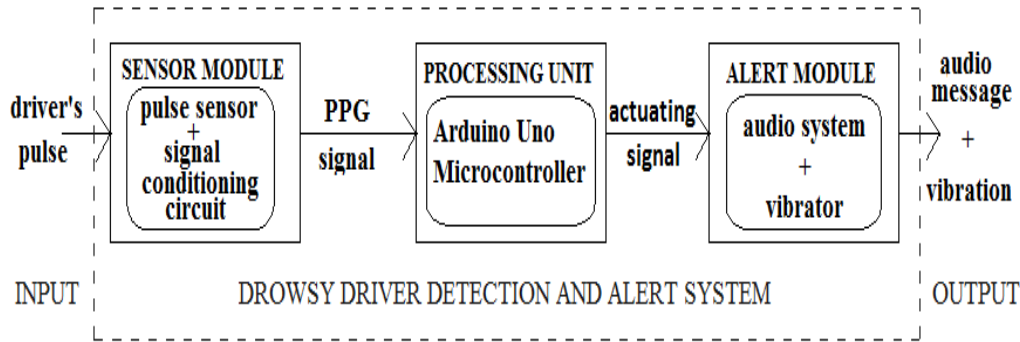 driver's
pulse
SENSOR MODULE
pulse sensor
+
signal
conditioning
circuit
PPG
signal
PROCESSING UNIT
Arduino Uno
Microcontroller
actuating
signal
ALERT MODULE
audio system
+
vibrator
audio
message
+
vibration
INPUT
DROWSY DRIVER DETECTION AND ALERT SYSTEM
OUTPUT